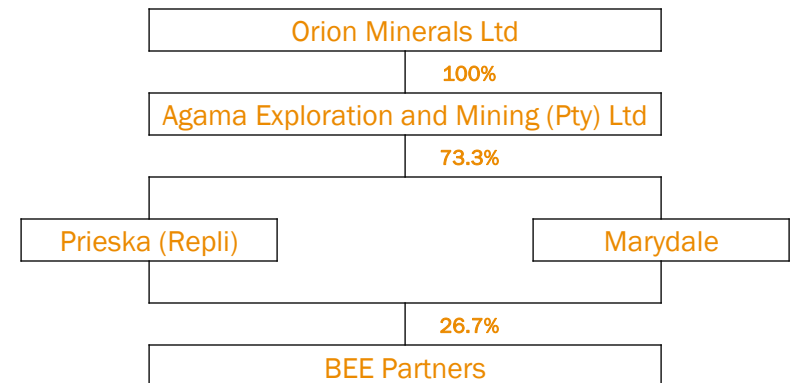 Orion Minerals Ltd
100%
Agama Exploration and Mining (Pty) Ltd
73.3%
Prieska (Repli)
Marydale
26.7%
BEE Partners